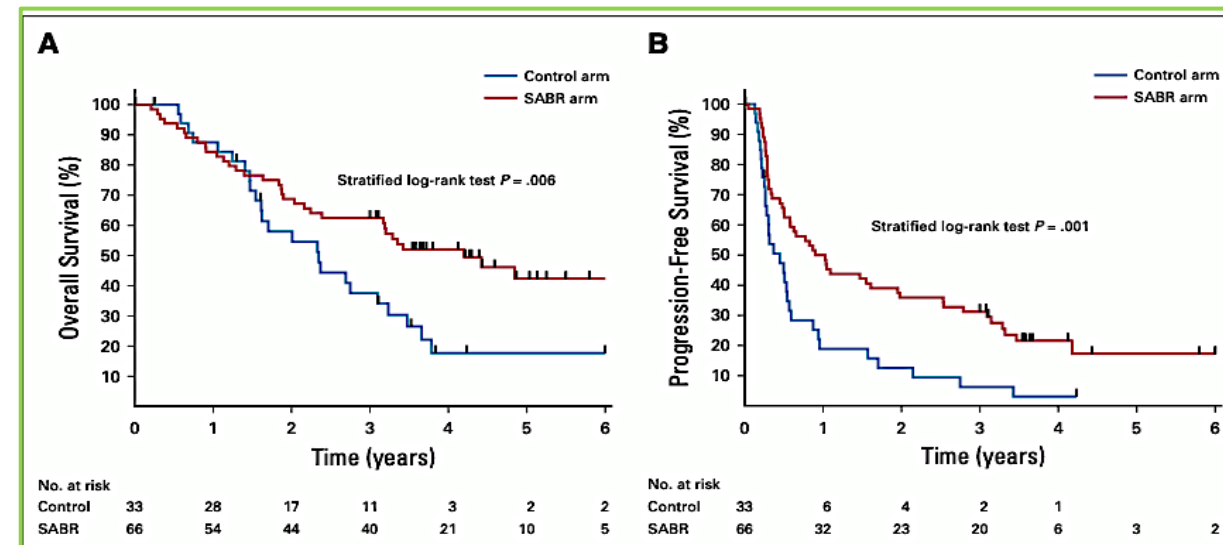 A
Control arm
SABR arm
Overall Survival (%)
100
90
80
70
60
50
40
30
20
10
Stratified log-rank test P = .006
0 1 2 3 4 5 6
Time (years)
No. at risk
Control 33 28 17 11 3 2 2
SABR 66 54 44 40 21 10 5
B
Control arm
SABR arm
Progression-Free Survival (%)
100
90
80
70
60
50
40
30
20
10
Stratified log-rank test P = .001
0 1 2 3 4 5 6
Time (years)
No. at risk
Control 33 6 4 2 1
SABR 66 32 23 20 6 3 2